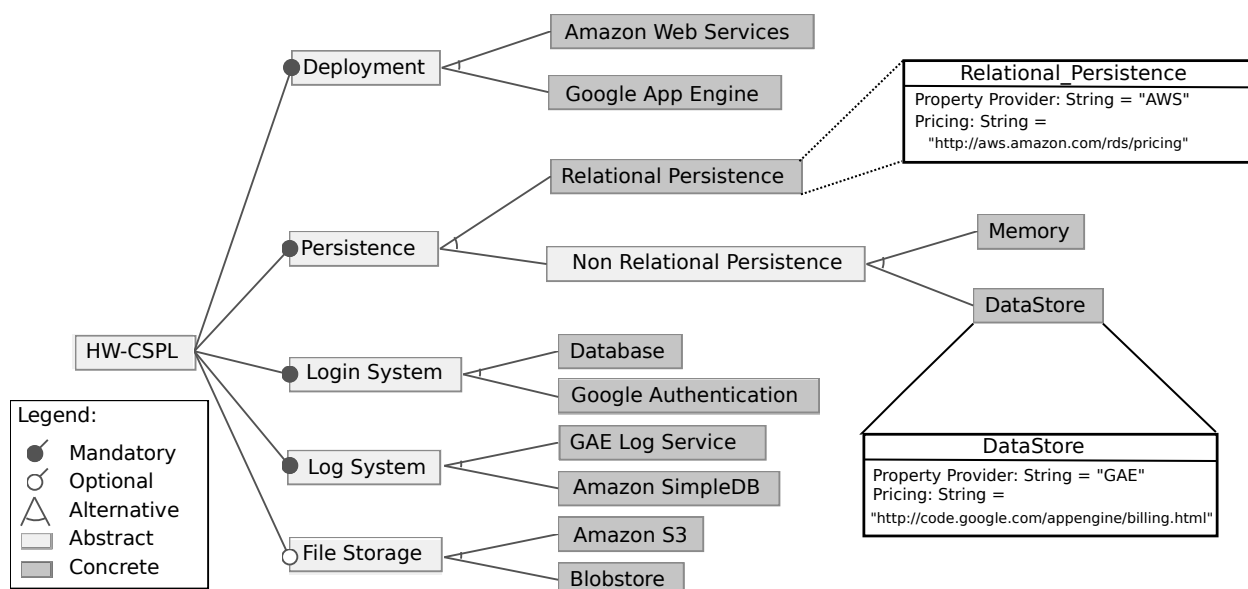 Amazon Web Services
Deployment
Google App Engine
Relational_Persistence
Property Provider: String = "AWS"
Pricing: String =
"http://aws.amazon.com/rds/pricing"
Relational Persistence
Persistence
Non Relational Persistence
Memory
DataStore
HW-CSPL
Database
Login System
Google Authentication
GAE Log Service
Log System
Amazon SimpleDB
Amazon S3
File Storage
Blobstore
DataStore
Property Provider: String = "GAE"
Pricing: String =
"http://code.google.com/appengine/billing.html"
Legend:
Mandatory
Optional
Alternative
Abstract
Concrete